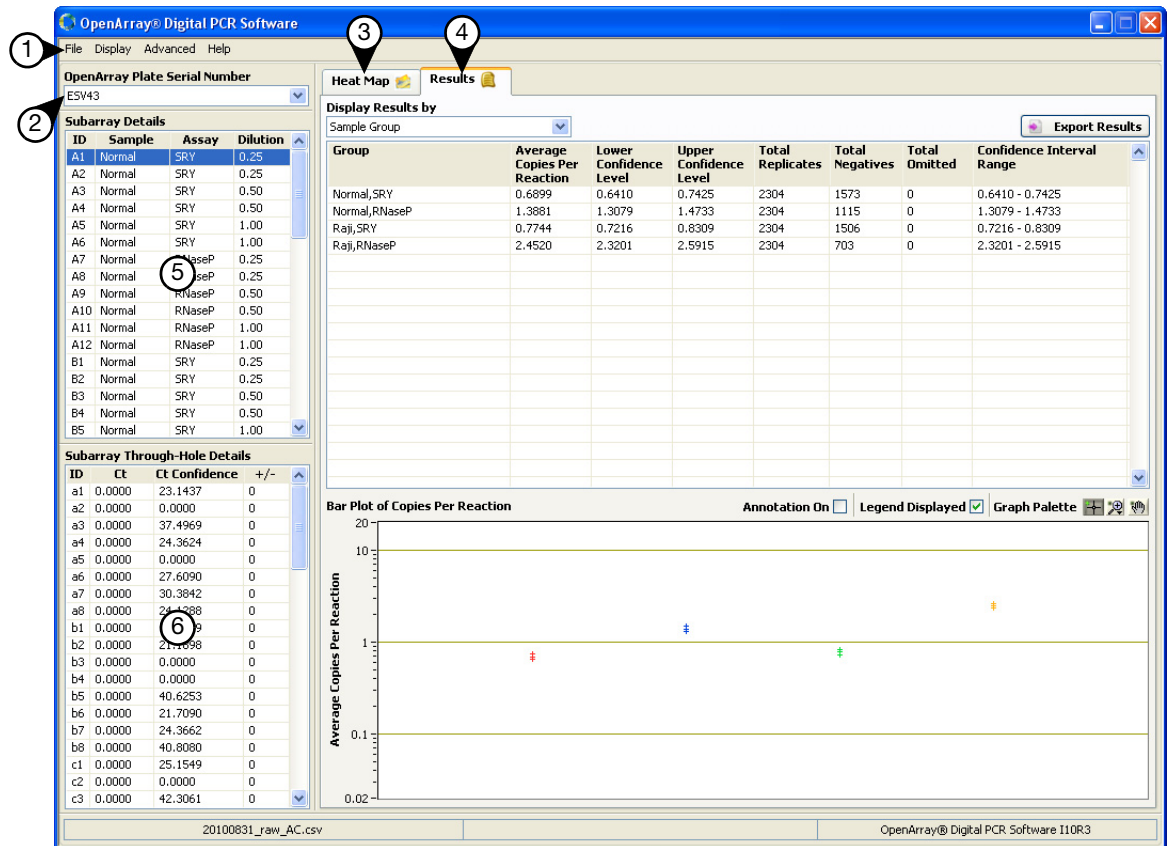 OpenArray® Digital PCR Software
1
3
4
File Display Advanced Help
OpenArray Plate Serial Number
ESV43
2
Subarray Details
ID Sample Assay Dilution
A1 Normal SRY 0.25
A2 Normal SRY 0.25
A3 Normal SRY 0.50
A4 Normal SRY 0.50
A5 Normal SRY 1.00
A6 Normal SRY 1.00
A7 Normal 0.25
A8 Normal 0.25
5
A9 Normal RNaseP 0.50
A10 Normal RNaseP 0.50
A11 Normal RNaseP 1.00
A12 Normal RNaseP 1.00
B1 Normal SRY 0.25
B2 Normal SRY 0.25
B3 Normal SRY 0.50
B4 Normal SRY 0.50
B5 Normal SRY 1.00
Subarray Through-Hole Details
ID Ct Ct Confidence +/-
a1 0.0000 23.1437 0
a2 0.0000 0.0000 0
a3 0.0000 37.4969 0
a4 0.0000 24.3624 0
a5 0.0000 0.0000 0
a6 0.0000 27.6090 0
a7 0.0000 30.3842 0
a8 0.0000 0
b1 0.0000 0
6
b2 0.0000 0
b3 0.0000 0.0000 0
b4 0.0000 0.0000 0
b5 0.0000 40.6253 0
b6 0.0000 21.7090 0
b7 0.0000 24.3662 0
b8 0.0000 40.8080 0
c1 0.0000 25.1549 0
c2 0.0000 0.0000 0
c3 0.0000 42.3061 0
Heat Map Results
Display Results by
Sample Group
Export Results
Group Average Copies Per Reaction Lower Confidence Level Upper Confidence Level Total Replicates Total Negatives Total Omitted Confidence Interval Range
Normal,SRY 0.6899 0.6410 0.7425 2304 1573 0 0.6410 - 0.7425
Normal,RNaseP 1.3881 1.3079 1.4733 2304 1115 0 1.3079 - 1.4733
Raji,SRY 0.7744 0.7216 0.8309 2304 1506 0 0.7216 - 0.8309
Raji,RNaseP 2.4520 2.3201 2.5915 2304 703 0 2.3201 - 2.5915
Bar Plot of Copies Per Reaction
Annotation On Legend Displayed Graph Palette
Average Copies Per Reaction
20
10
1
0.1
0.02
20100831_raw_AC.csv
OpenArray® Digital PCR Software I10R3